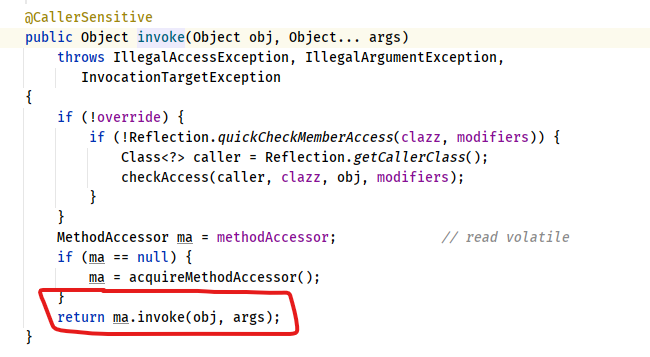 @CallerSensitive
public Object invoke(Object obj, Object... args)
    throws IllegalAccessException, IllegalArgumentException,
       InvocationTargetException
{
    if (!override) {
        if (!Reflection.quickCheckMemberAccess(clazz, modifiers)) {
            Class<?> caller = Reflection.getCallerClass();
            checkAccess(caller, clazz, obj, modifiers);
        }
    }
    MethodAccessor ma = methodAccessor;             // read volatile
    if (ma == null) {
        ma = acquireMethodAccessor();
    }
    return ma.invoke(obj, args);
}